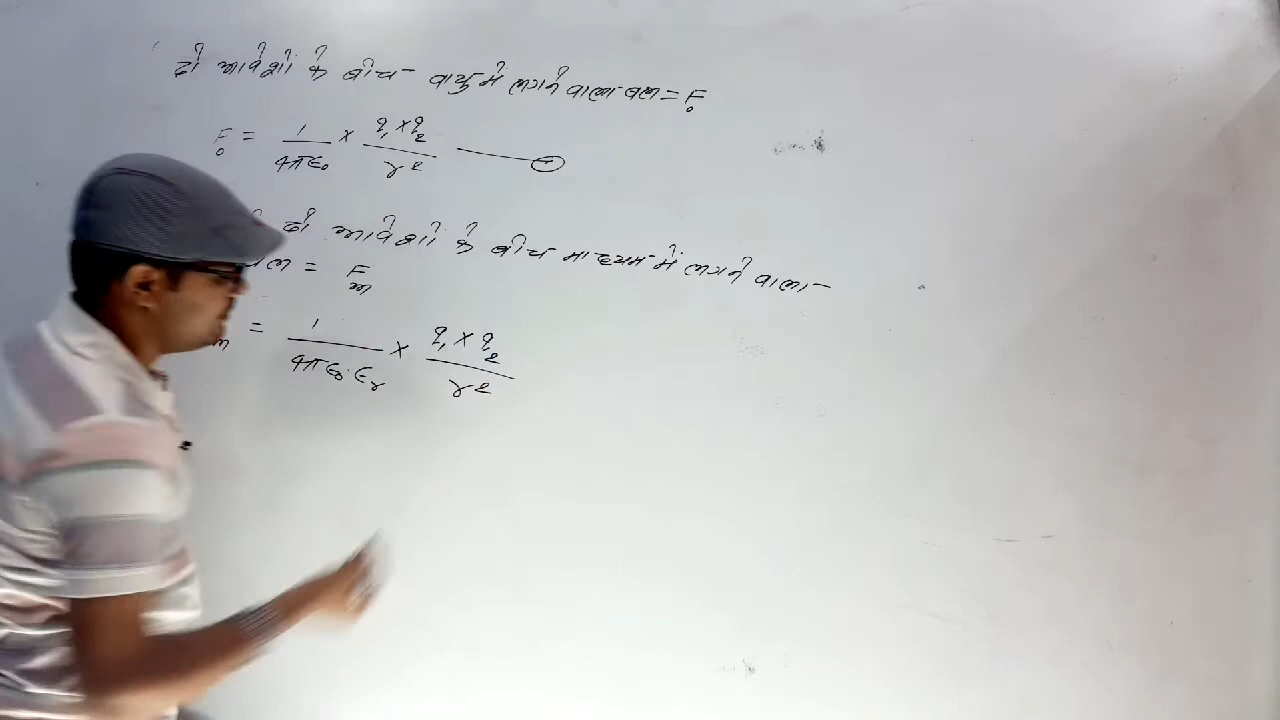 दो आवेशों के बीच वायु में लगने वाला बल = F₀
F₀ = 1/4πε₀ × q₁ × q₂/r² —— ①
दो आवेशों के बीच माध्यम में लगने वाला
बल = Fₘ
= 1/4πε₀.εᵣ × q₁ × q₂/r²